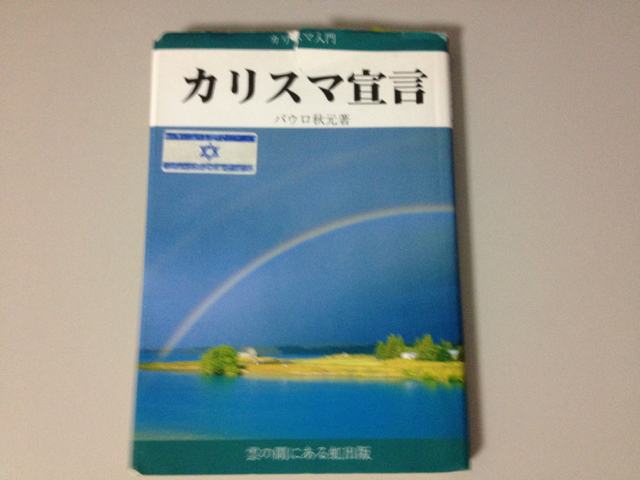 カリスマ入門
カリスマ宣言
パウロ秋元著
雲の間にある虹出版